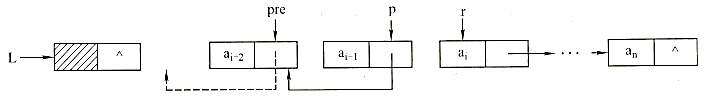 pre p r
L ^ a_{i-2} a_{i-1} a_i ··· a_n ^